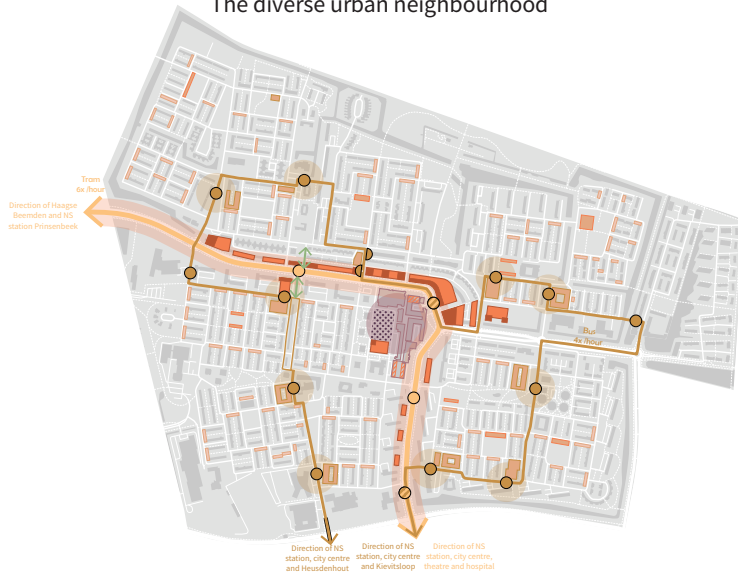 The diverse urban neighbourhood
Tram
6x /hour
Direction of Haagse
Beemden and NS
station Prinsenbeek
Bus
4x /hour
Direction of NS
station, city centre
and Heusdenhout
Direction of NS
station, city centre
and Kievitsloop
Direction of NS
station, city centre,
theatre and hospital